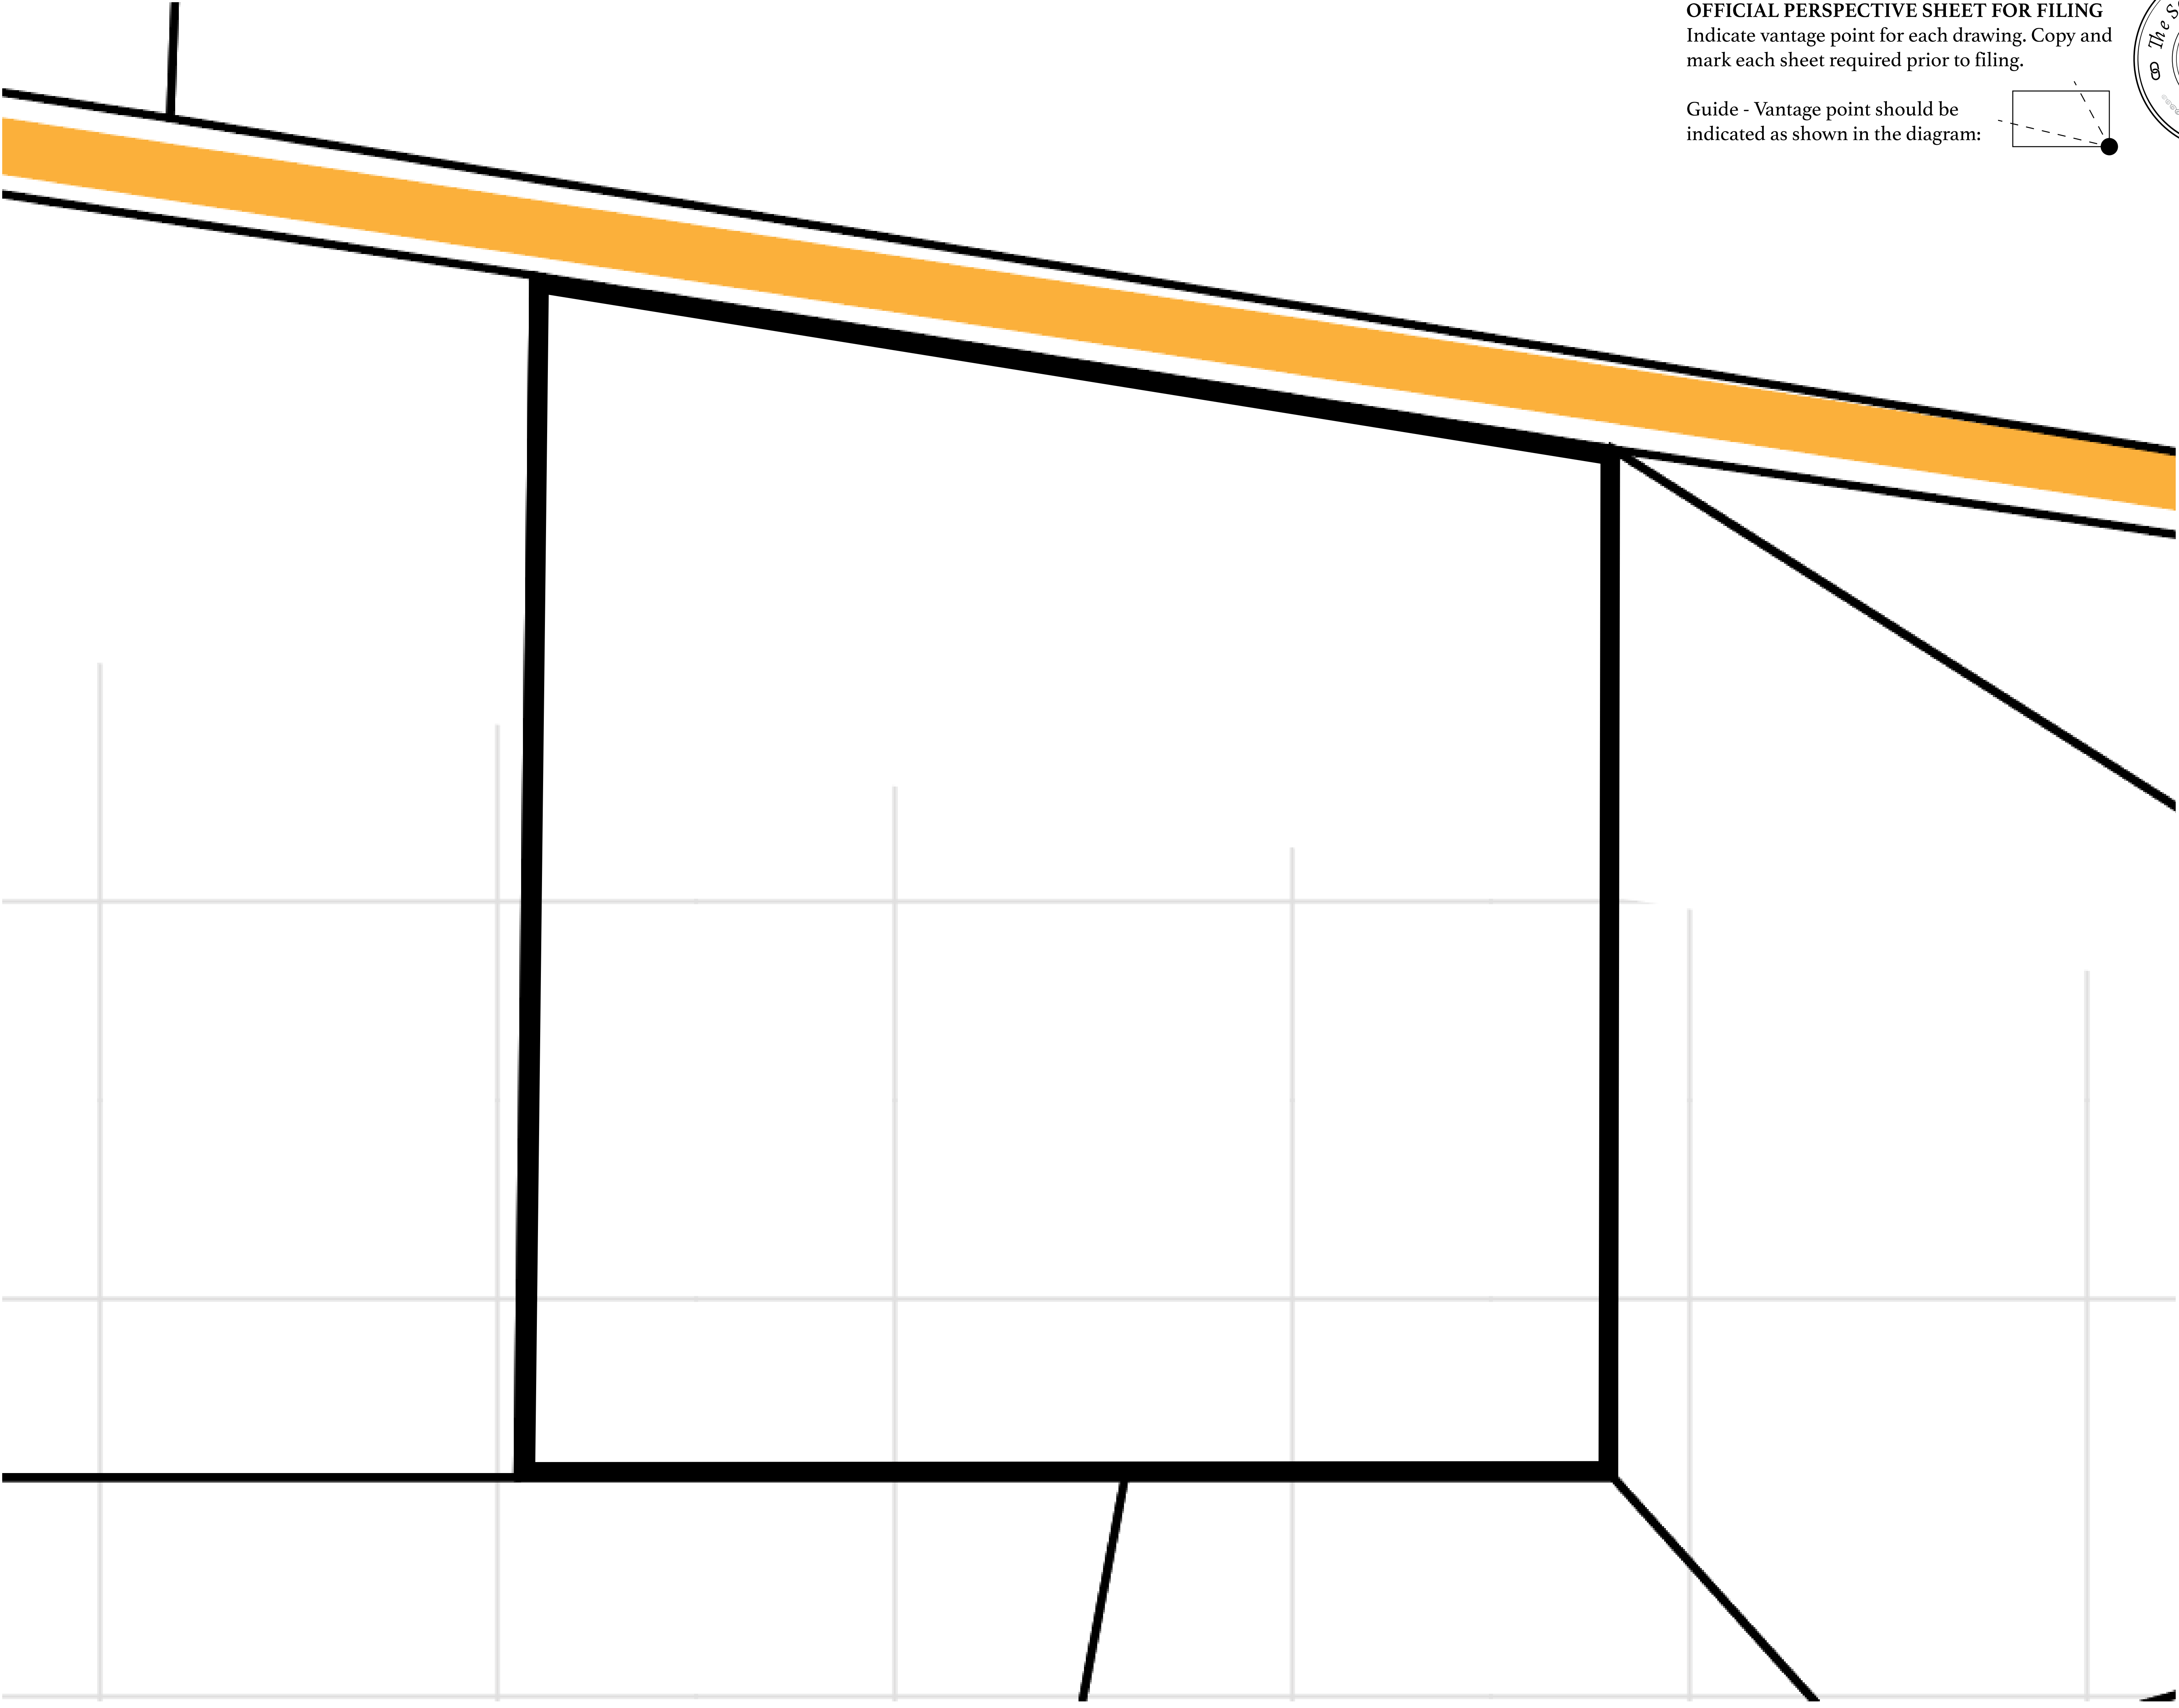 OFFICIAL PERSPECTIVE SHEET FOR FILING
Indicate vantage point for each drawing. Copy and
mark each sheet required prior to filing.
Guide - Vantage point should be
indicated as shown in the diagram:
The